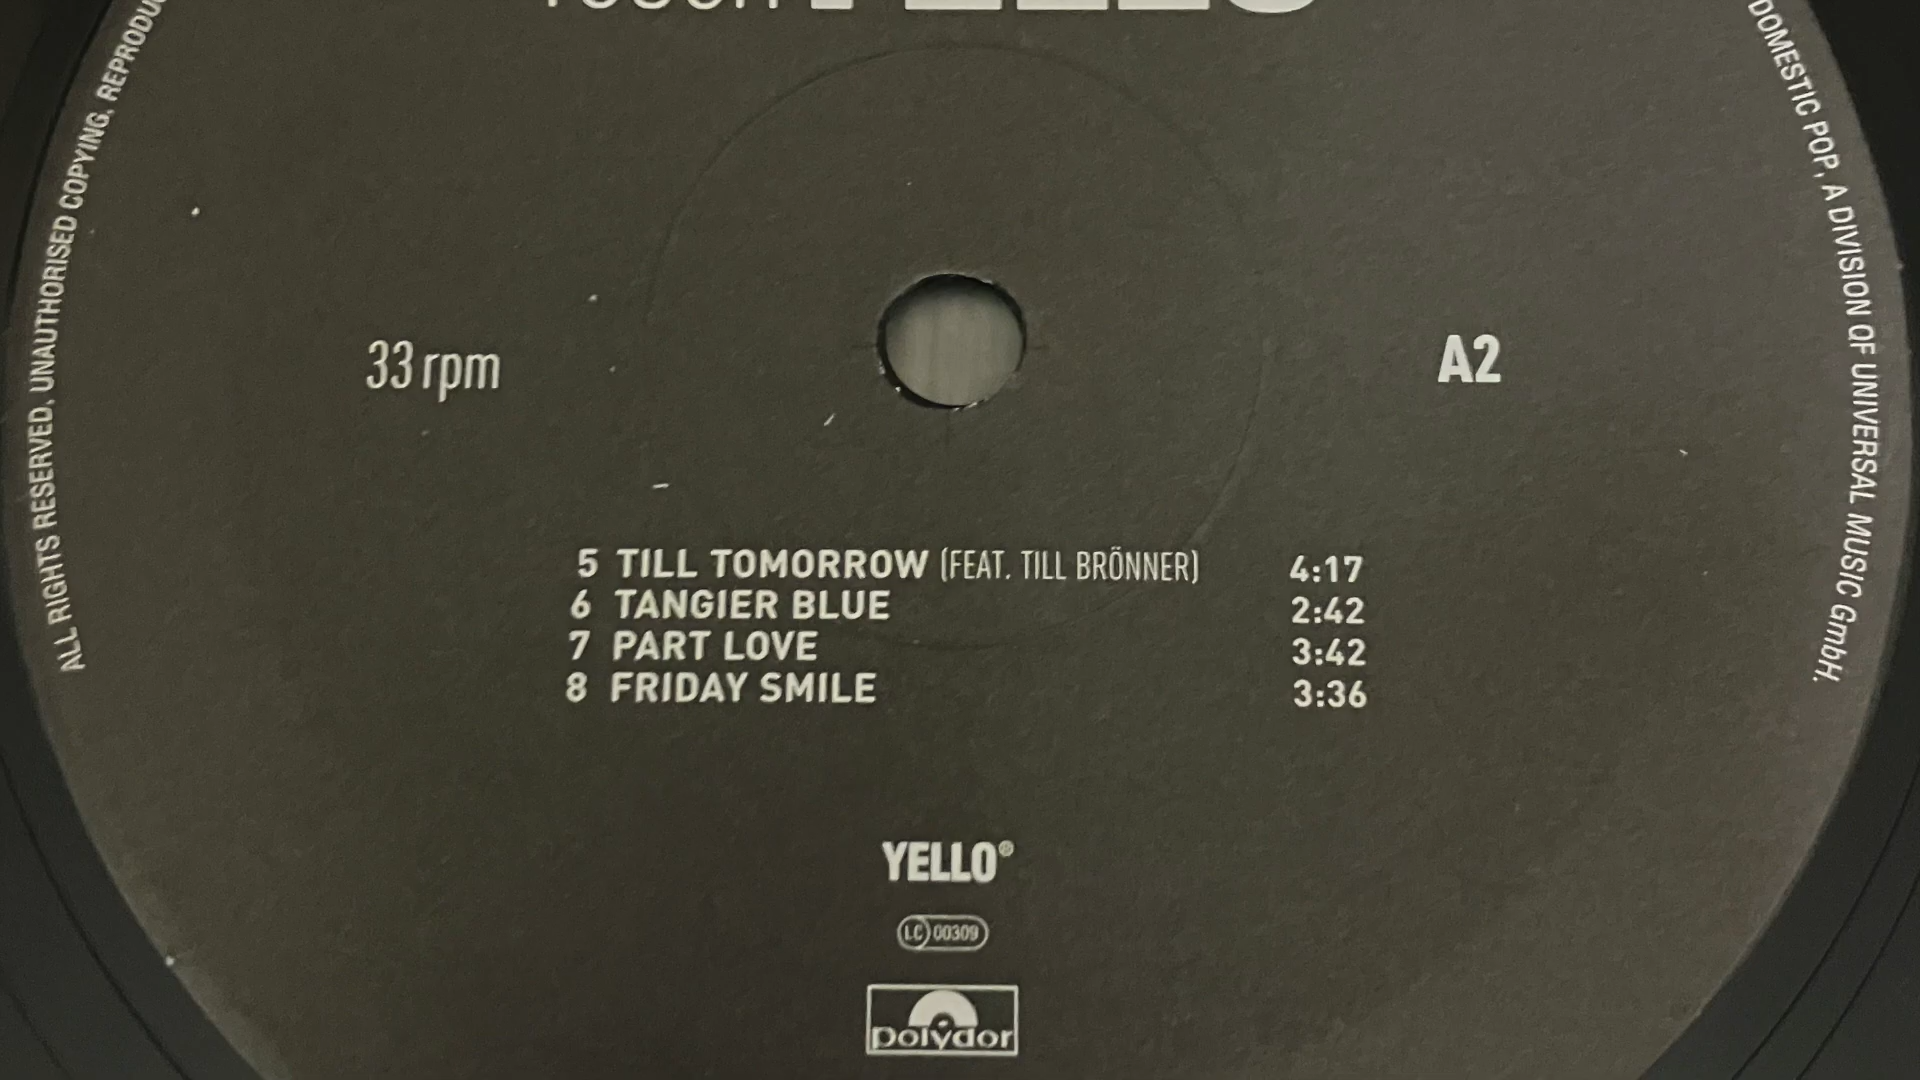 TOUCH YELLO
ALL RIGHTS RESERVED, UNAUTHORISED COPYING,
DOMESTIC POP, A DIVISION OF UNIVERSAL MUSIC GmbH.
33 rpm
A2
5 TILL TOMORROW (FEAT. TILL BRÖNNER) 4:17
6 TANGIER BLUE 2:42
7 PART LOVE 3:42
8 FRIDAY SMILE 3:36
YELLO®
LC 00309
polydor